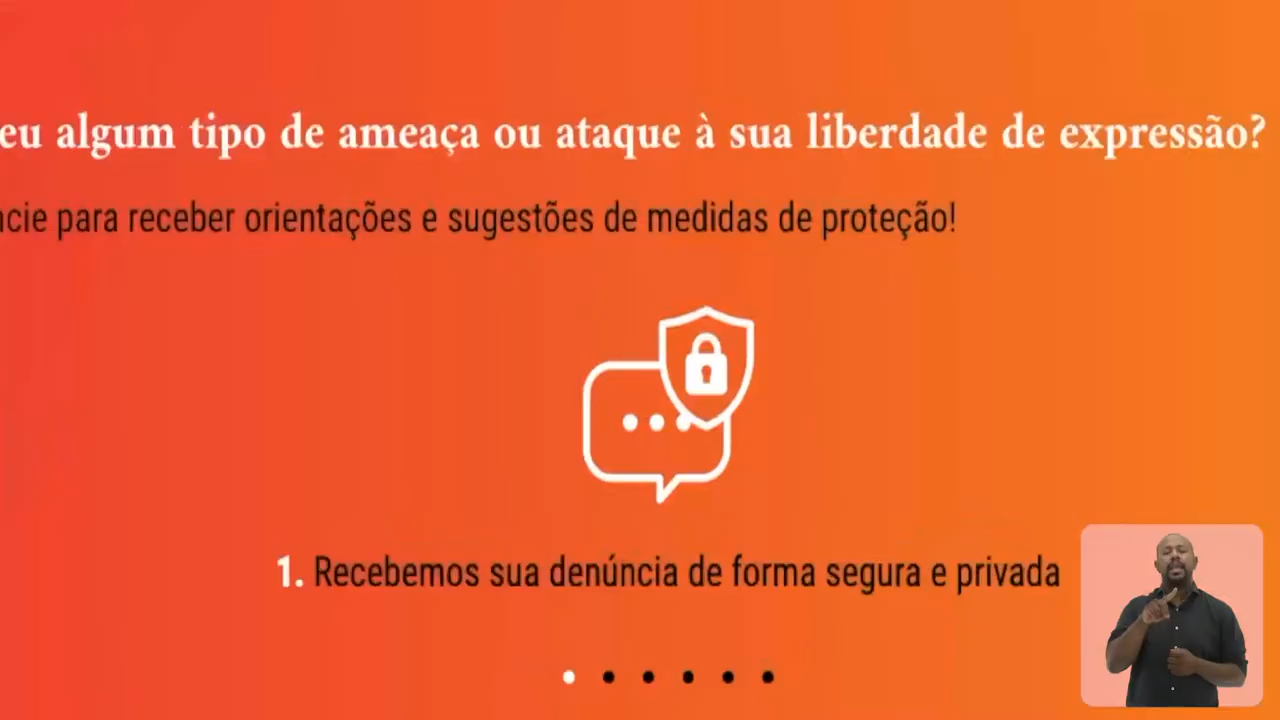 eu algum tipo de ameaça ou ataque à sua liberdade de expressão?
ncie para receber orientações e sugestões de medidas de proteção!
1. Recebemos sua denúncia de forma segura e privada